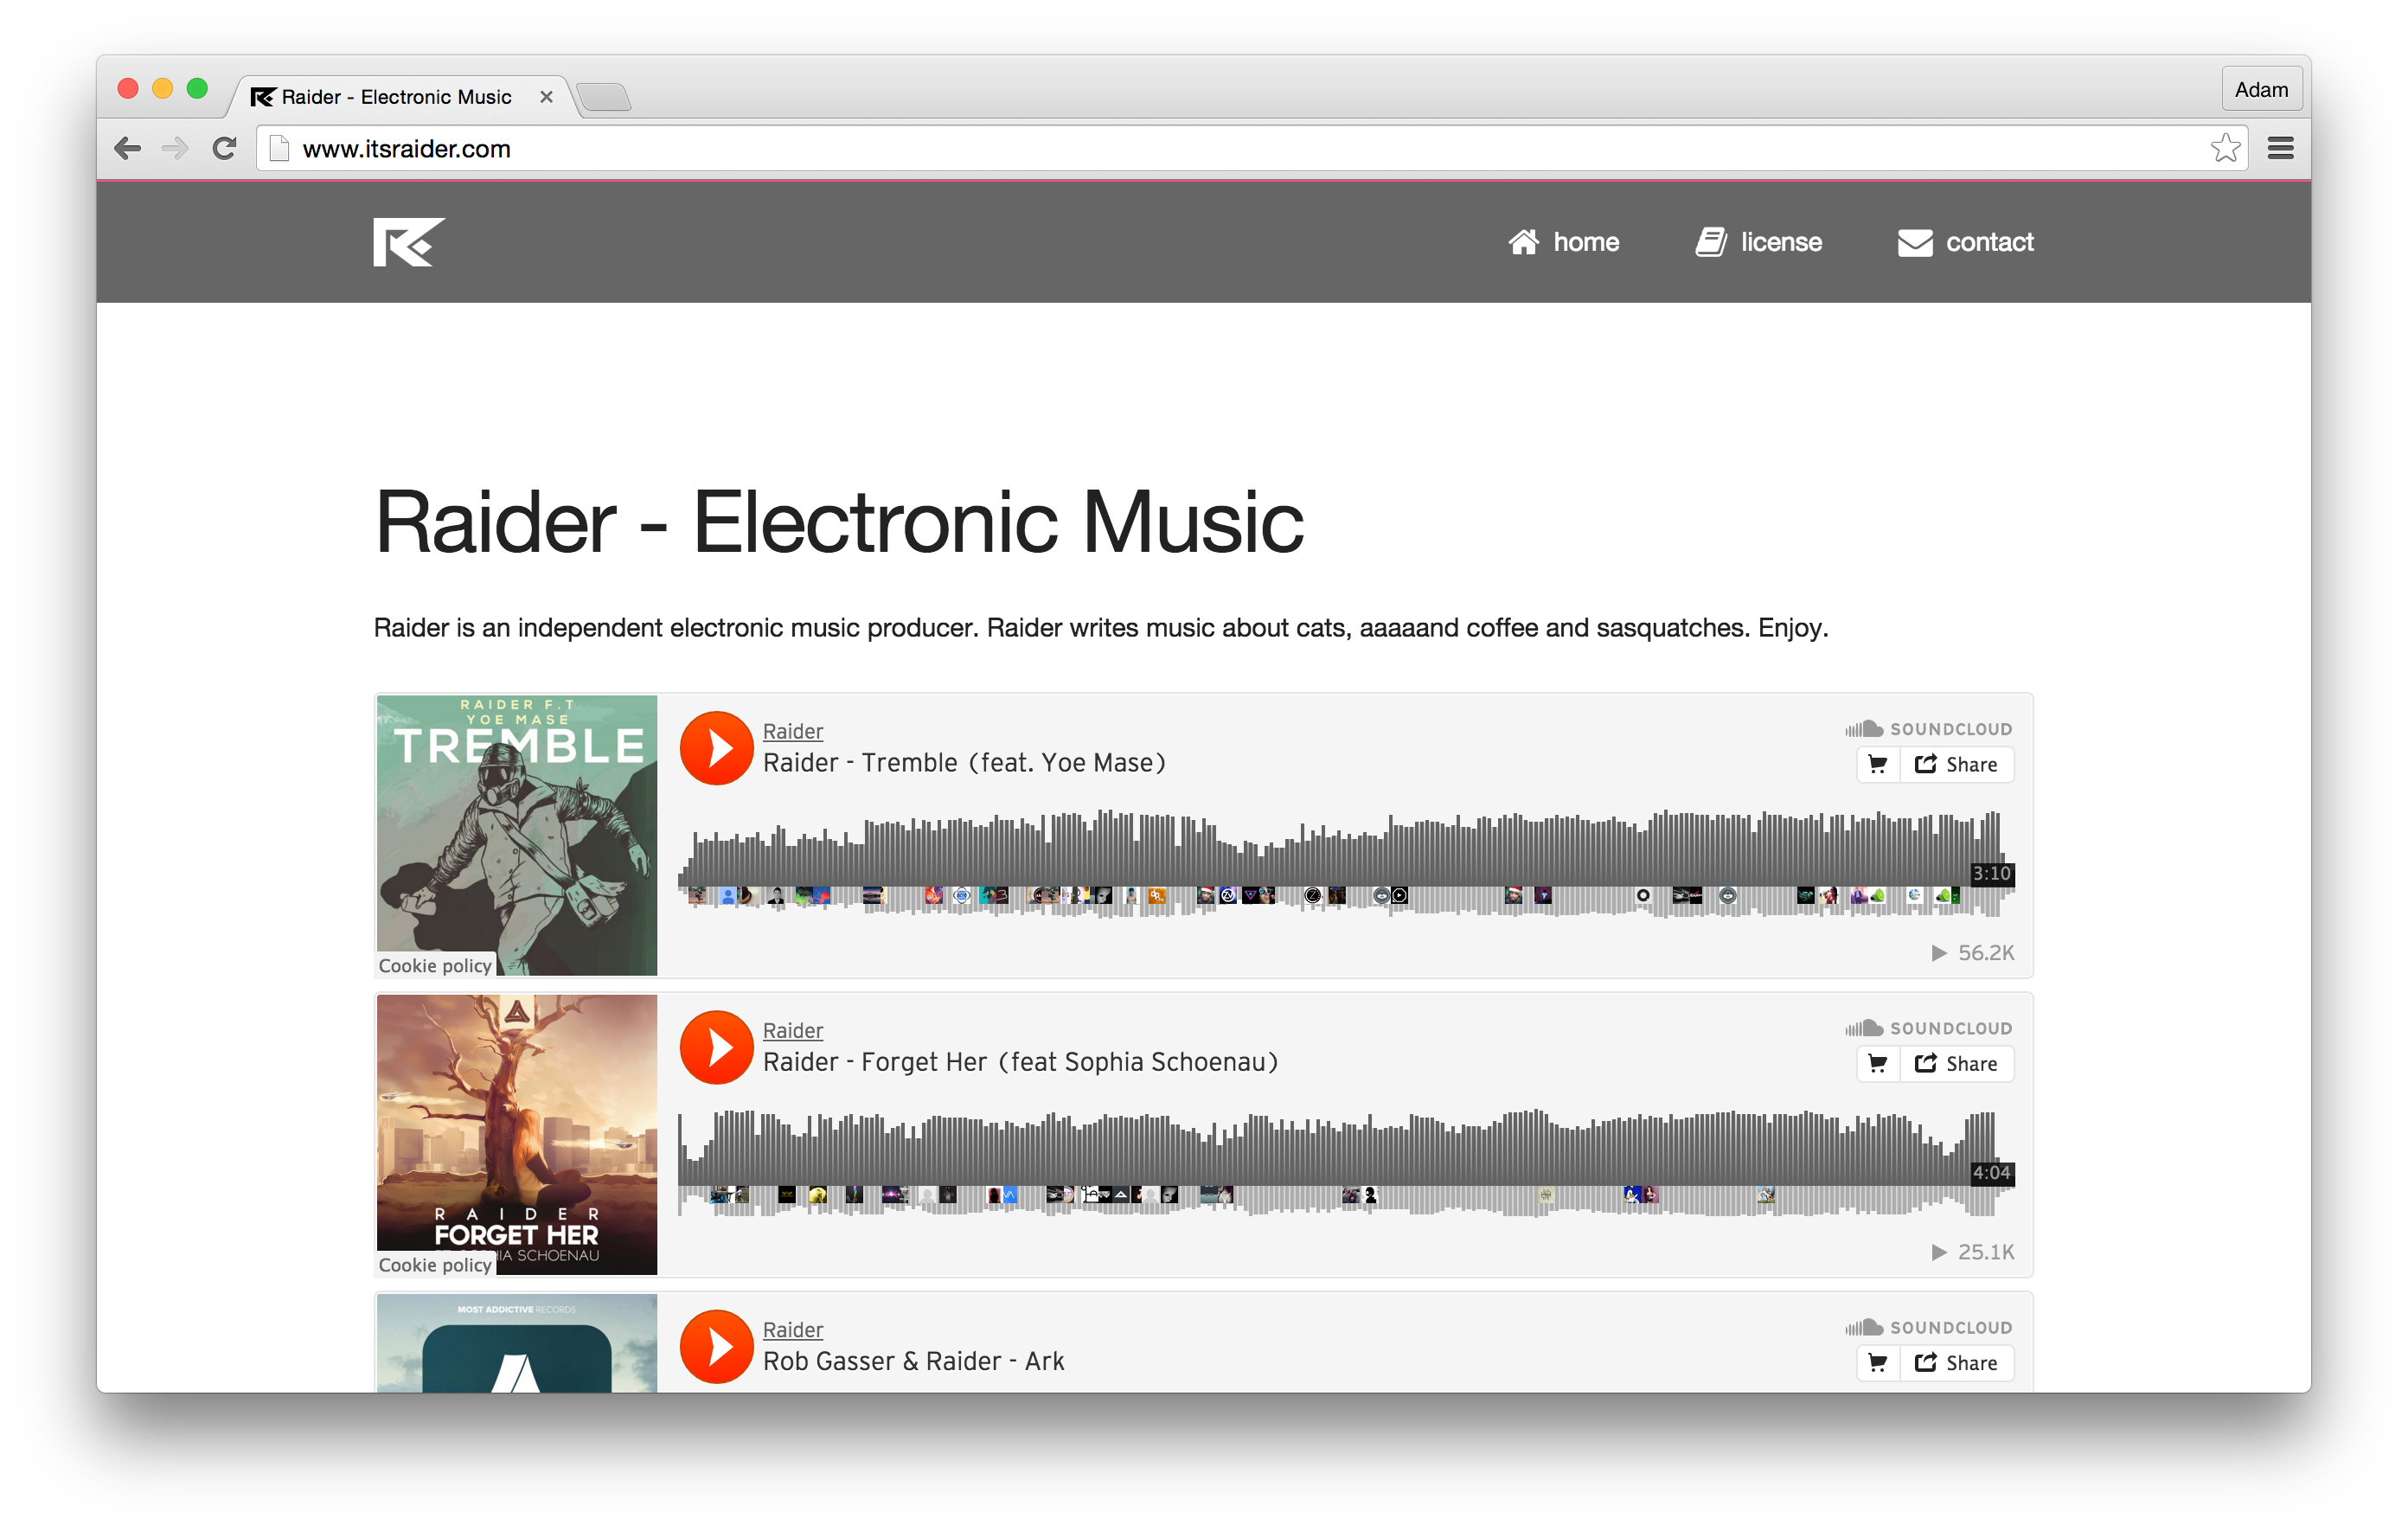 Raider - Electronic Music
Adam
www.itsraider.com
home
license
contact
Raider - Electronic Music
Raider is an independent electronic music producer. Raider writes music about cats, aaaaand coffee and sasquatches. Enjoy.
RAIDER F.T
YOE MASE
TREMBLE
Cookie policy
Raider
Raider - Tremble (feat. Yoe Mase)
SOUNDCLOUD
Share
3:10
56.2K
RAIDER
FORGET HER
SCHOENAU
Cookie policy
Raider
Raider - Forget Her (feat Sophia Schoenau)
SOUNDCLOUD
Share
4:04
25.1K
MOST ADDICTIVE RECORDS
Raider
Rob Gasser & Raider - Ark
SOUNDCLOUD
Share